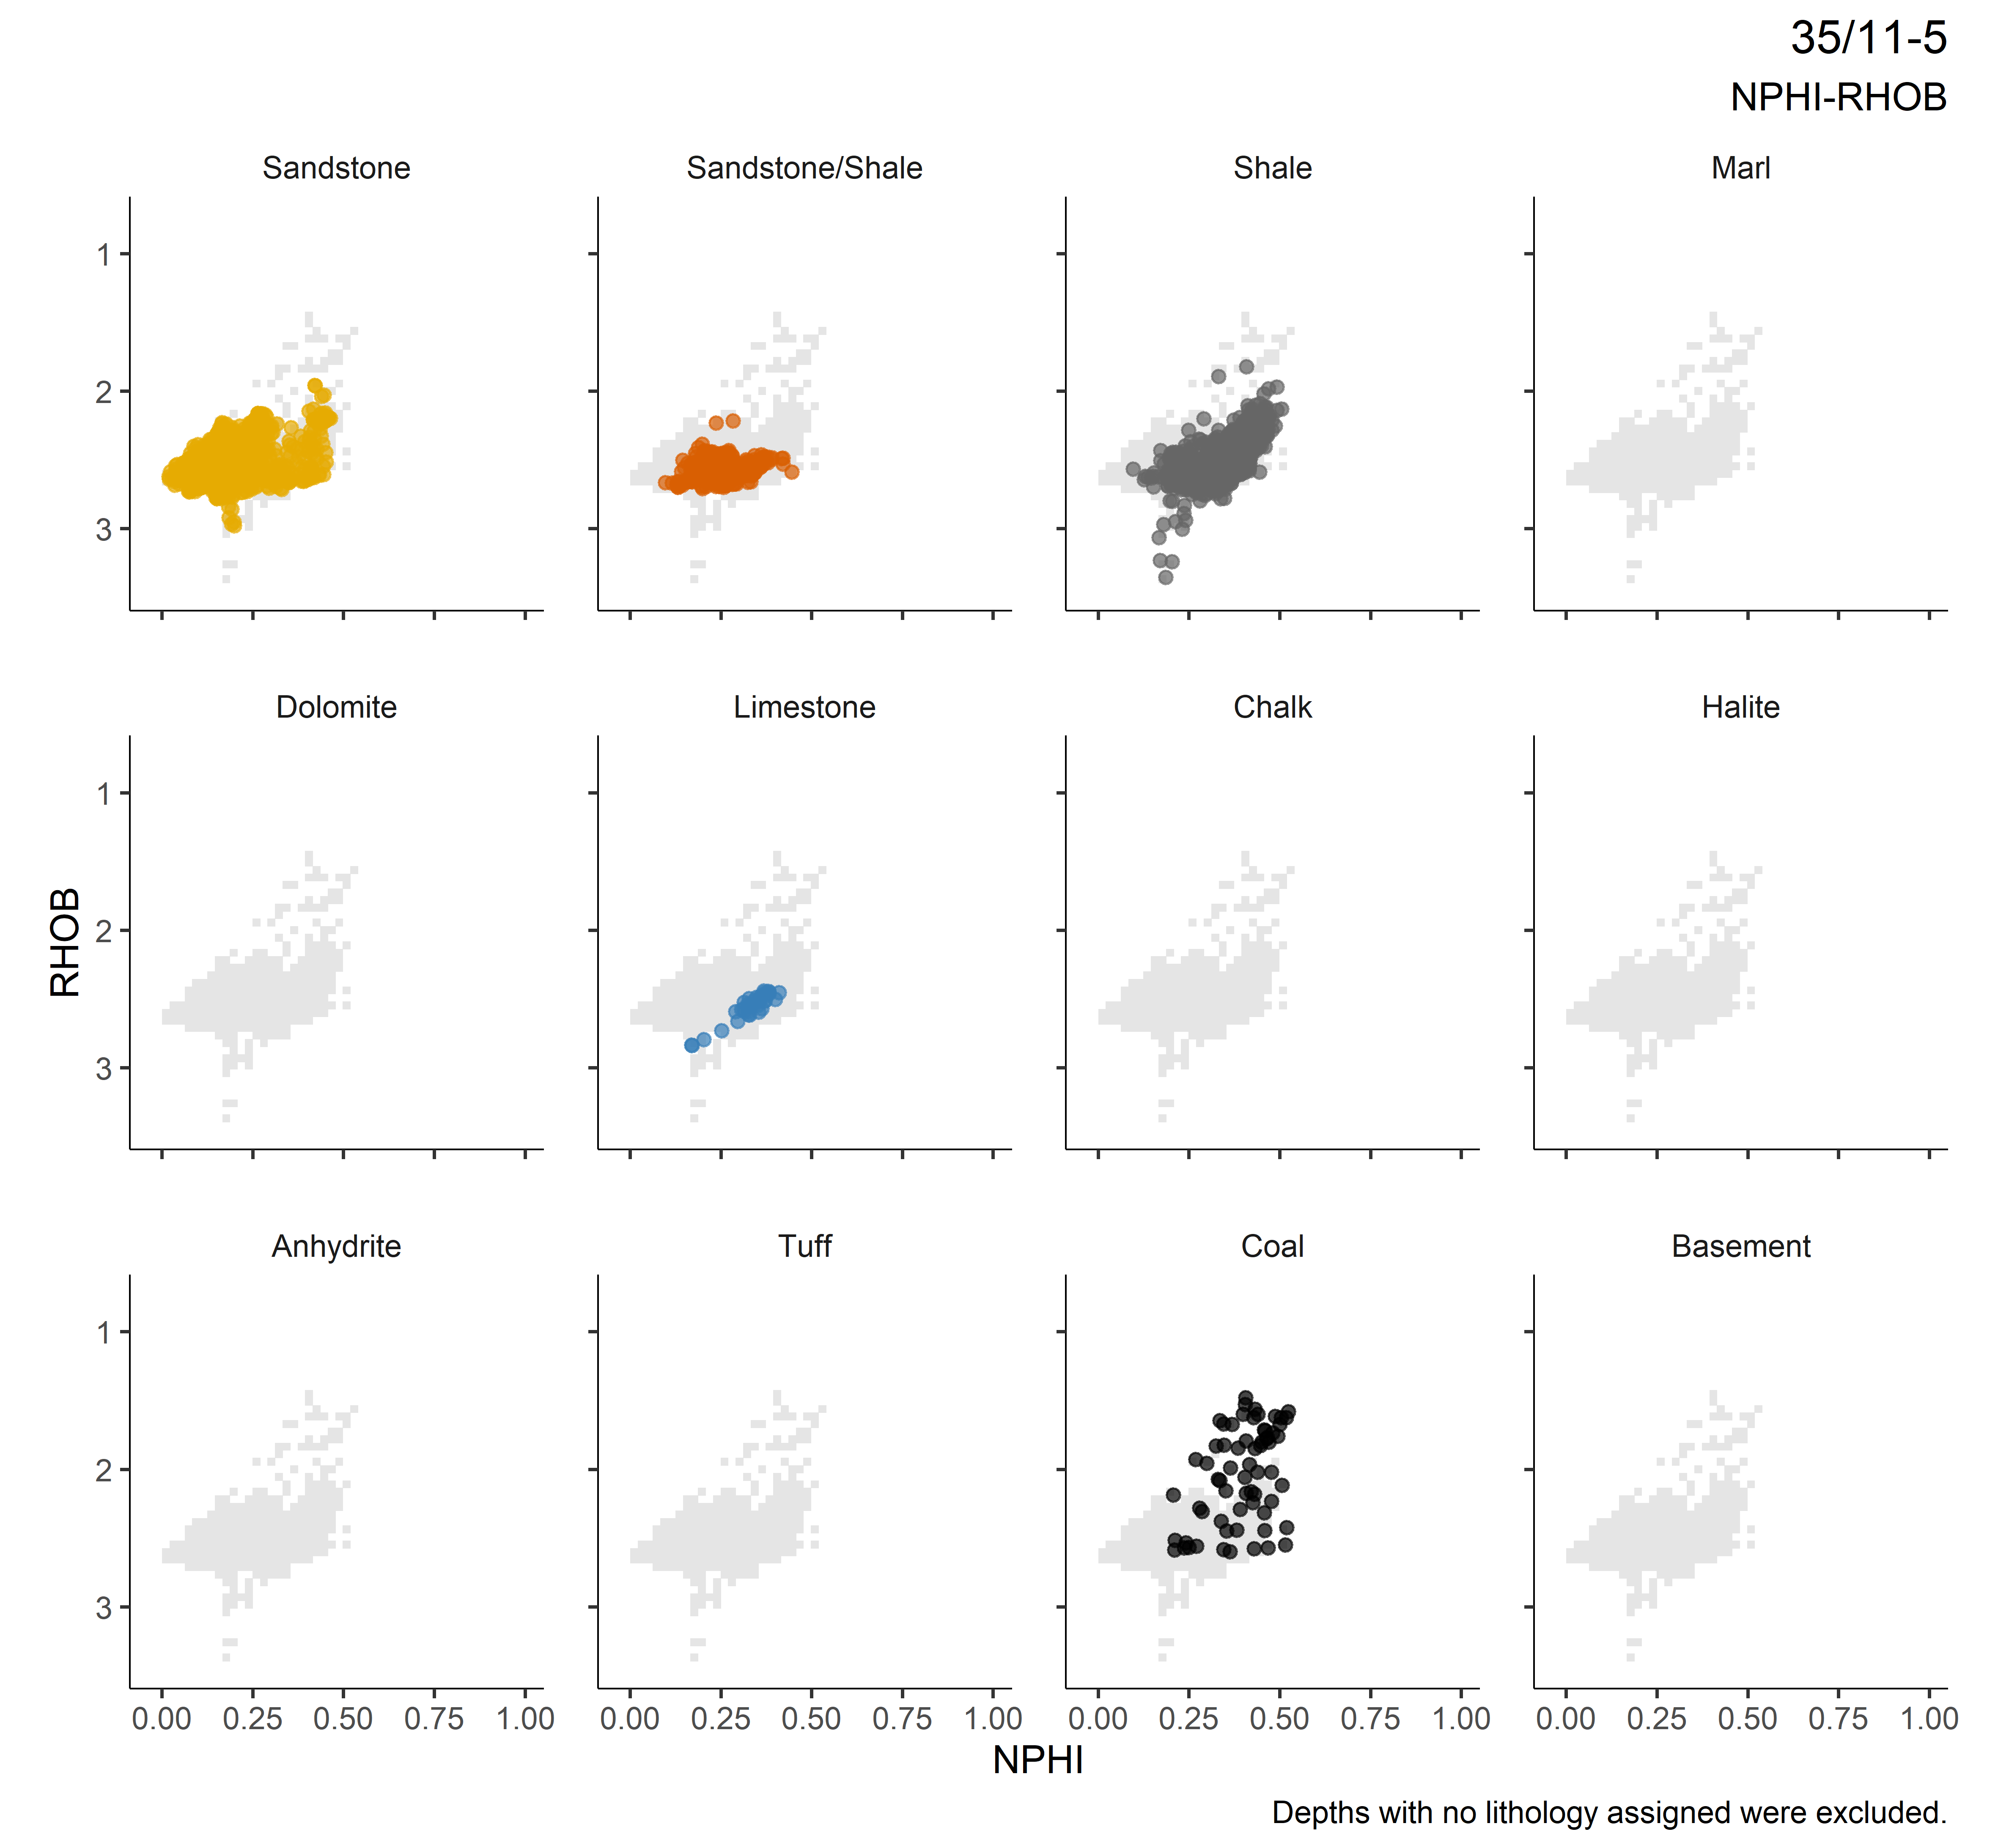 35/11-5
NPHI-RHOB
Sandstone
Sandstone/Shale
Shale
Marl
1
2
3
Dolomite
Limestone
Chalk
Halite
RHOB
1
2
3
Anhydrite
Tuff
Coal
Basement
1
2
3
0.00 0.25 0.50 0.75 1.00
0.00 0.25 0.50 0.75 1.00
0.00 0.25 0.50 0.75 1.00
0.00 0.25 0.50 0.75 1.00
NPHI
Depths with no lithology assigned were excluded.